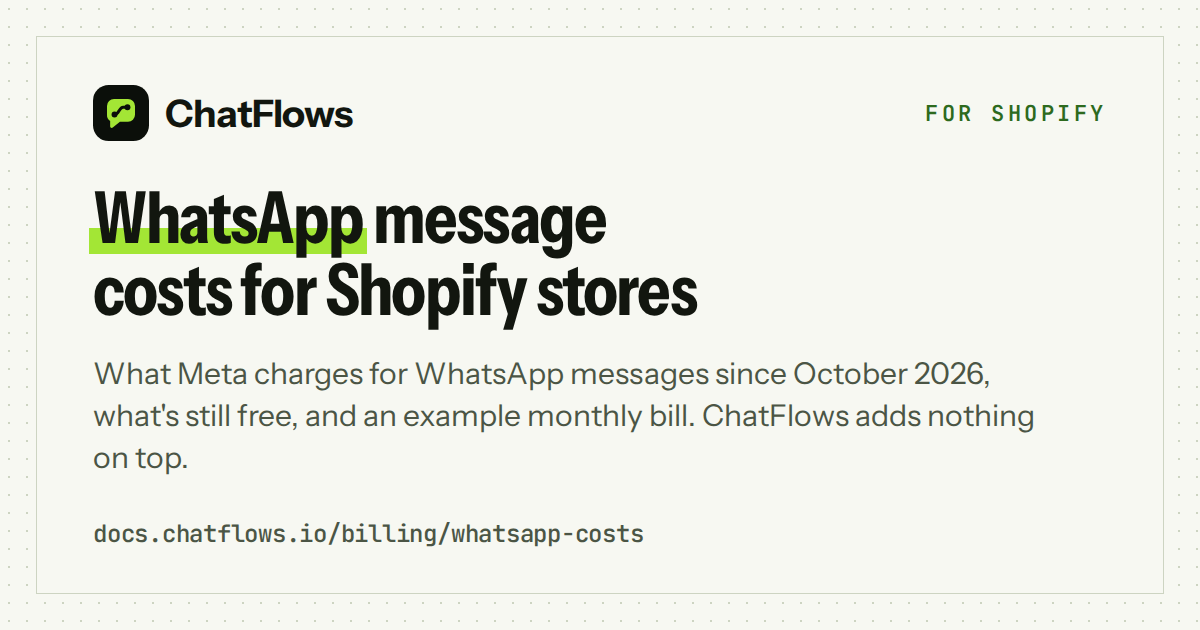 ChatFlows
FOR SHOPIFY
WhatsApp message
costs for Shopify stores
What Meta charges for WhatsApp messages since October 2026,
what's still free, and an example monthly bill. ChatFlows adds nothing
on top.
docs.chatflows.io/billing/whatsapp-costs